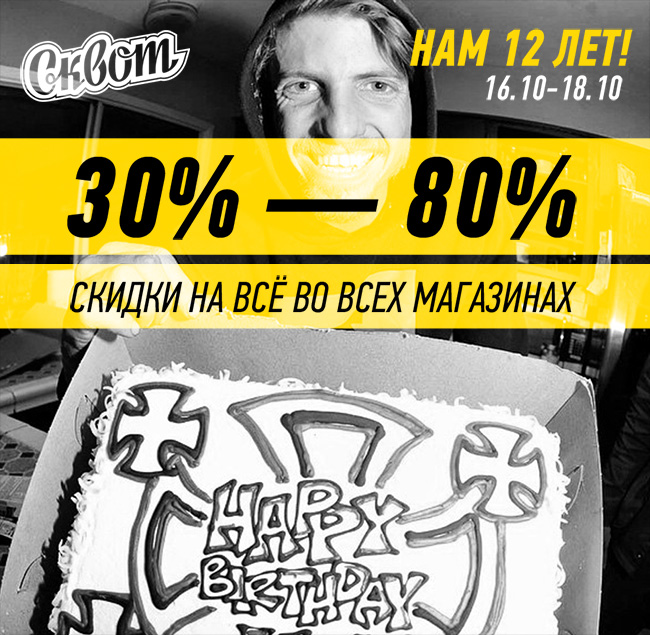 Сквот
НАМ 12 ЛЕТ!
16.10-18.10
30% — 80%
СКИДКИ НА ВСЁ ВО ВСЕХ МАГАЗИНАХ
HAPPY
BIRTHDAY